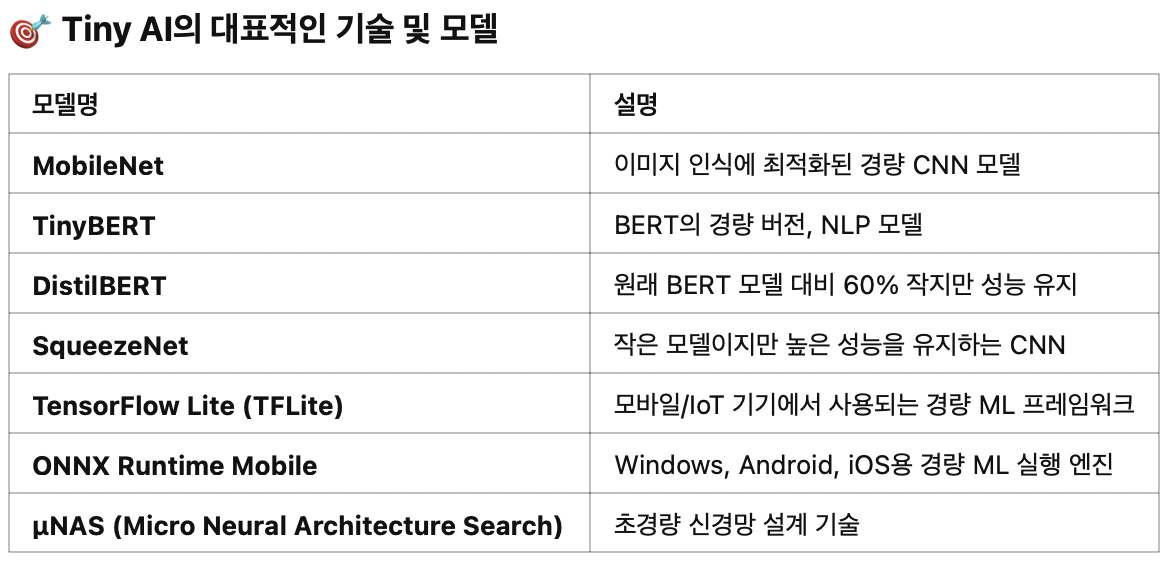 🎯 Tiny AI의 대표적인 기술 및 모델
모델명 설명
MobileNet 이미지 인식에 최적화된 경량 CNN 모델
TinyBERT BERT의 경량 버전, NLP 모델
DistilBERT 원래 BERT 모델 대비 60% 작지만 성능 유지
SqueezeNet 작은 모델이지만 높은 성능을 유지하는 CNN
TensorFlow Lite (TFLite) 모바일/IoT 기기에서 사용되는 경량 ML 프레임워크
ONNX Runtime Mobile Windows, Android, iOS용 경량 ML 실행 엔진
μNAS (Micro Neural Architecture Search) 초경량 신경망 설계 기술